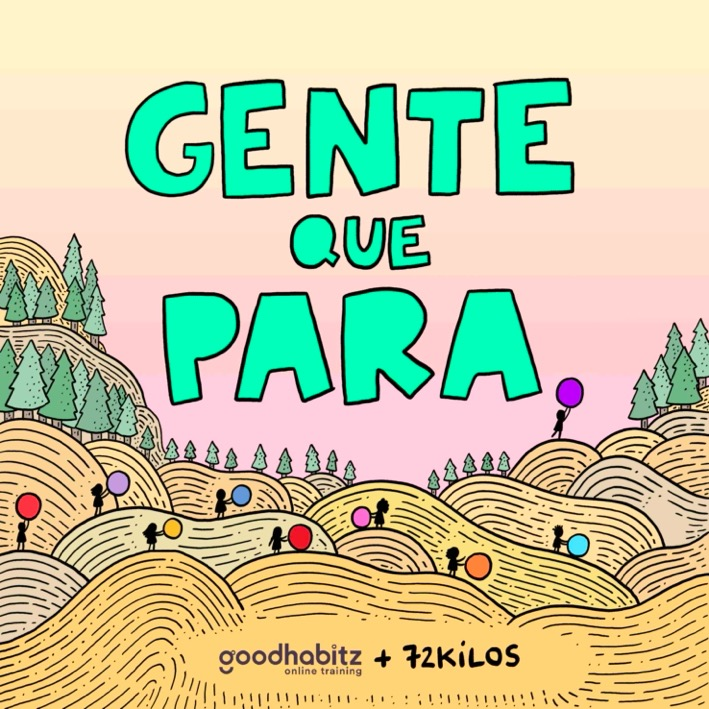 GENTE
QUE
PARA
goodhabitz + 72KiLOS
online training